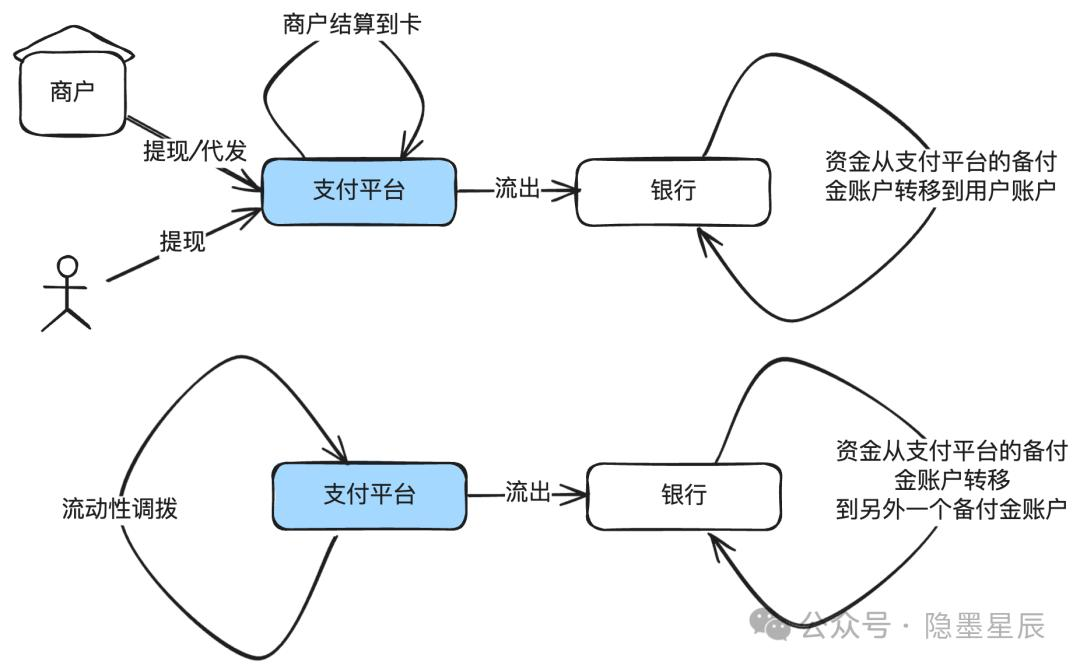 商户结算到卡
商户
提现/代发
支付平台
流出
银行
资金从支付平台的备付
金账户转移到用户账户
提现
流动性调拨
支付平台
流出
银行
资金从支付平台的备付
金账户转移
到另外一个备付金账户
公众号·隐墨星辰